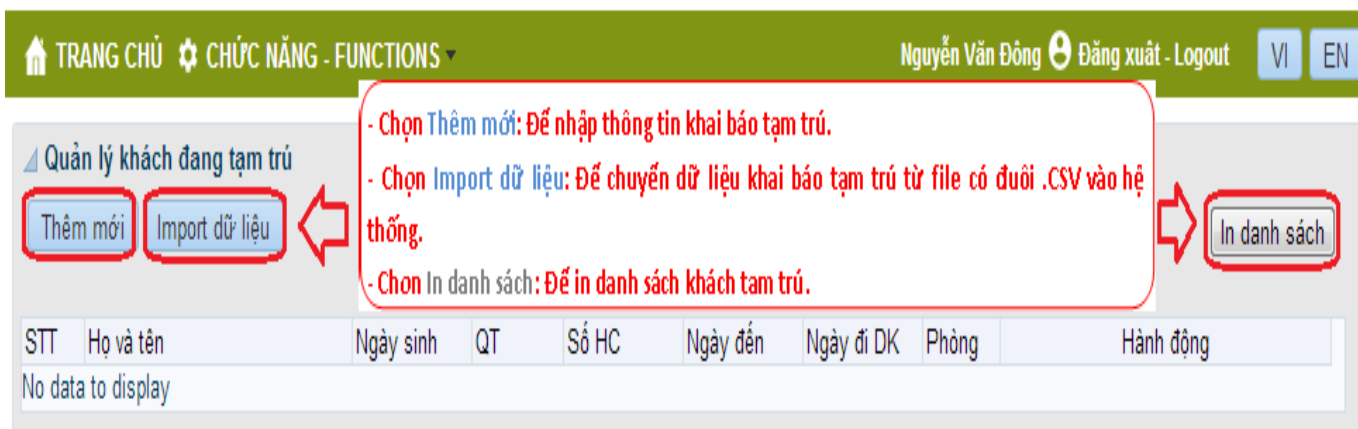 TRANG CHỦ CHỨC NĂNG - FUNCTIONS Nguyễn Văn Đông Đăng xuât - Logout VI EN
- Chọn Thêm mới: Để nhập thông tin khai báo tạm trú.
Quản lý khách đang tạm trú
- Chọn Import dữ liệu: Để chuyển dữ liệu khai báo tạm trú từ file có đuôi .CSV vào hệ
thống.
Thêm mới Import dữ liệu In danh sách
- Chon In danh sách: Để in danh sách khách tam trú.
STT Họ và tên Ngày sinh QT Số HC Ngày đến Ngày đi DK Phòng Hành động
No data to display